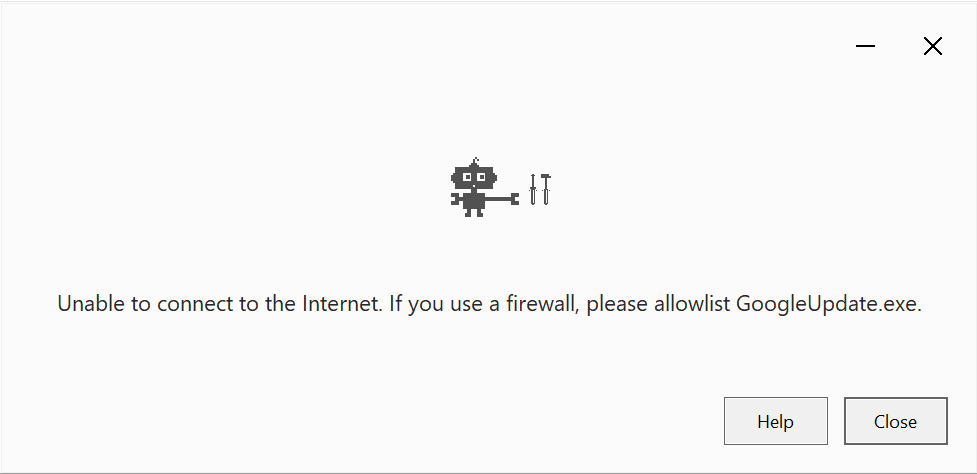 Unable to connect to the Internet. If you use a firewall, please allowlist GoogleUpdate.exe.
Help
Close